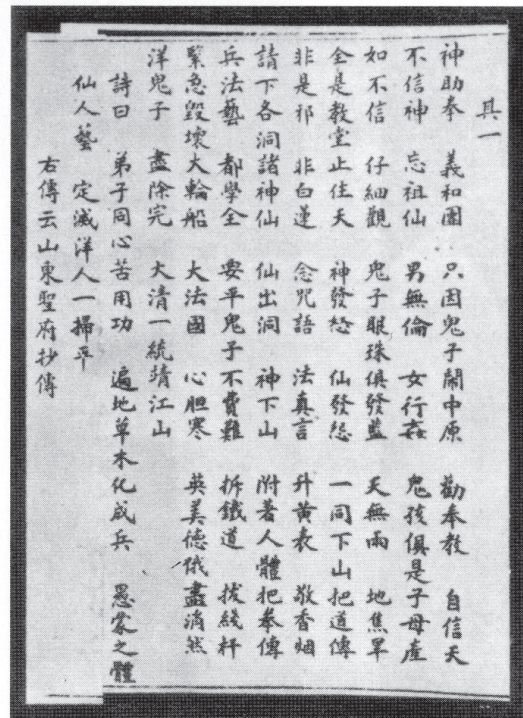 其一
神助拳　義和團　只因鬼子鬧中原　勸奉教　自信天
不信神　忘祖仙　男無倫　女行姦　鬼孩俱是子母產
如不信　仔細觀　鬼子眼珠俱發藍　天無雨　地焦旱
全是教堂止住天　神發怒　仙發怨　一同下山把道傳
非是邪　非白蓮　念咒語　法真言　升黃表　敬香烟
請下各洞諸神仙　仙出洞　神下山　附著人體把拳傳
兵法藝　都學全　要平鬼子不費難　拆鐵道　拔綫杆
緊急毀壞大輪船　大法國　心胆寒　英美德俄盡消然
洋鬼子　盡除完　大清一統靖江山
詩曰　弟子同心苦用功　遍地草木化成兵　愚蒙之體
仙人藝　定滅洋人一掃平
右傳云山東聖府抄傳